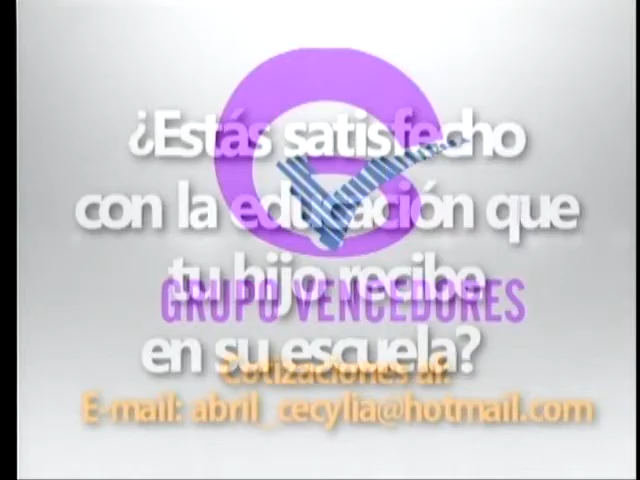 ¿Estás satisfecho
con la educación que
tu hijo recibe
GRUPO VENCEDORES
en su escuela?
Cotizaciones al:
E-mail: abril_cecylia@hotmail.com